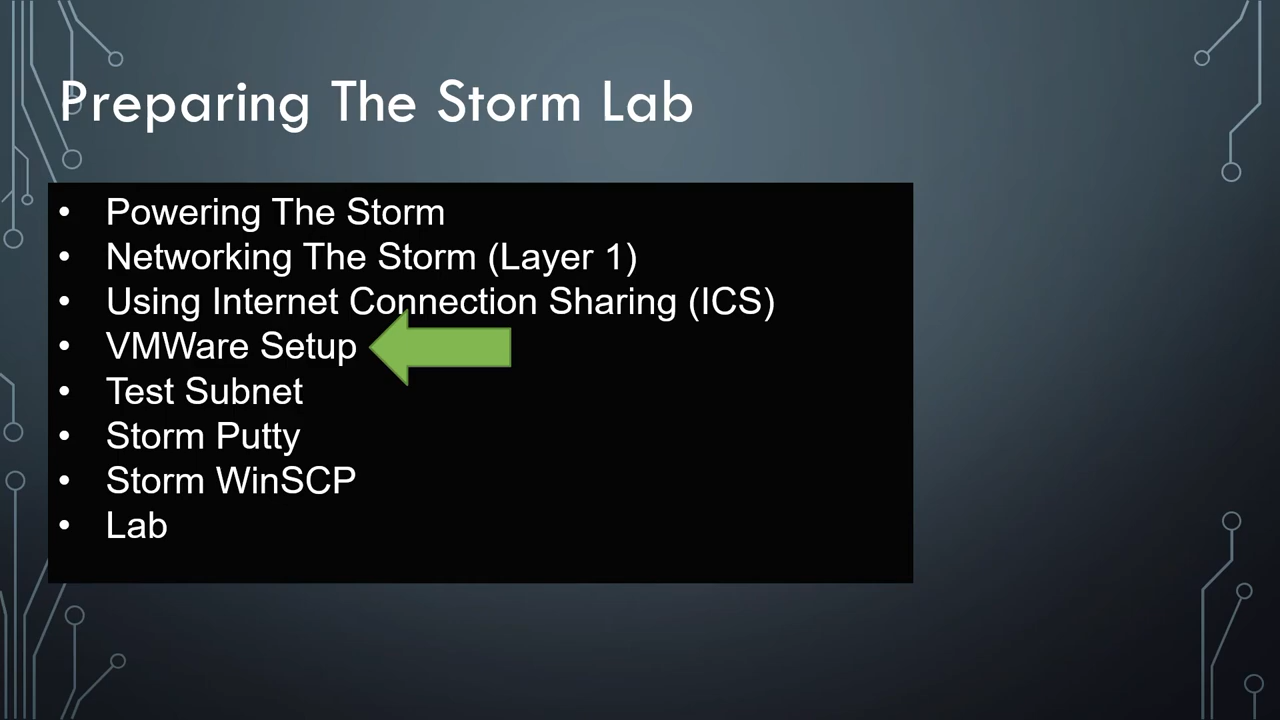 Preparing The Storm Lab
• Powering The Storm
• Networking The Storm (Layer 1)
• Using Internet Connection Sharing (ICS)
• VMWare Setup
• Test Subnet
• Storm Putty
• Storm WinSCP
• Lab